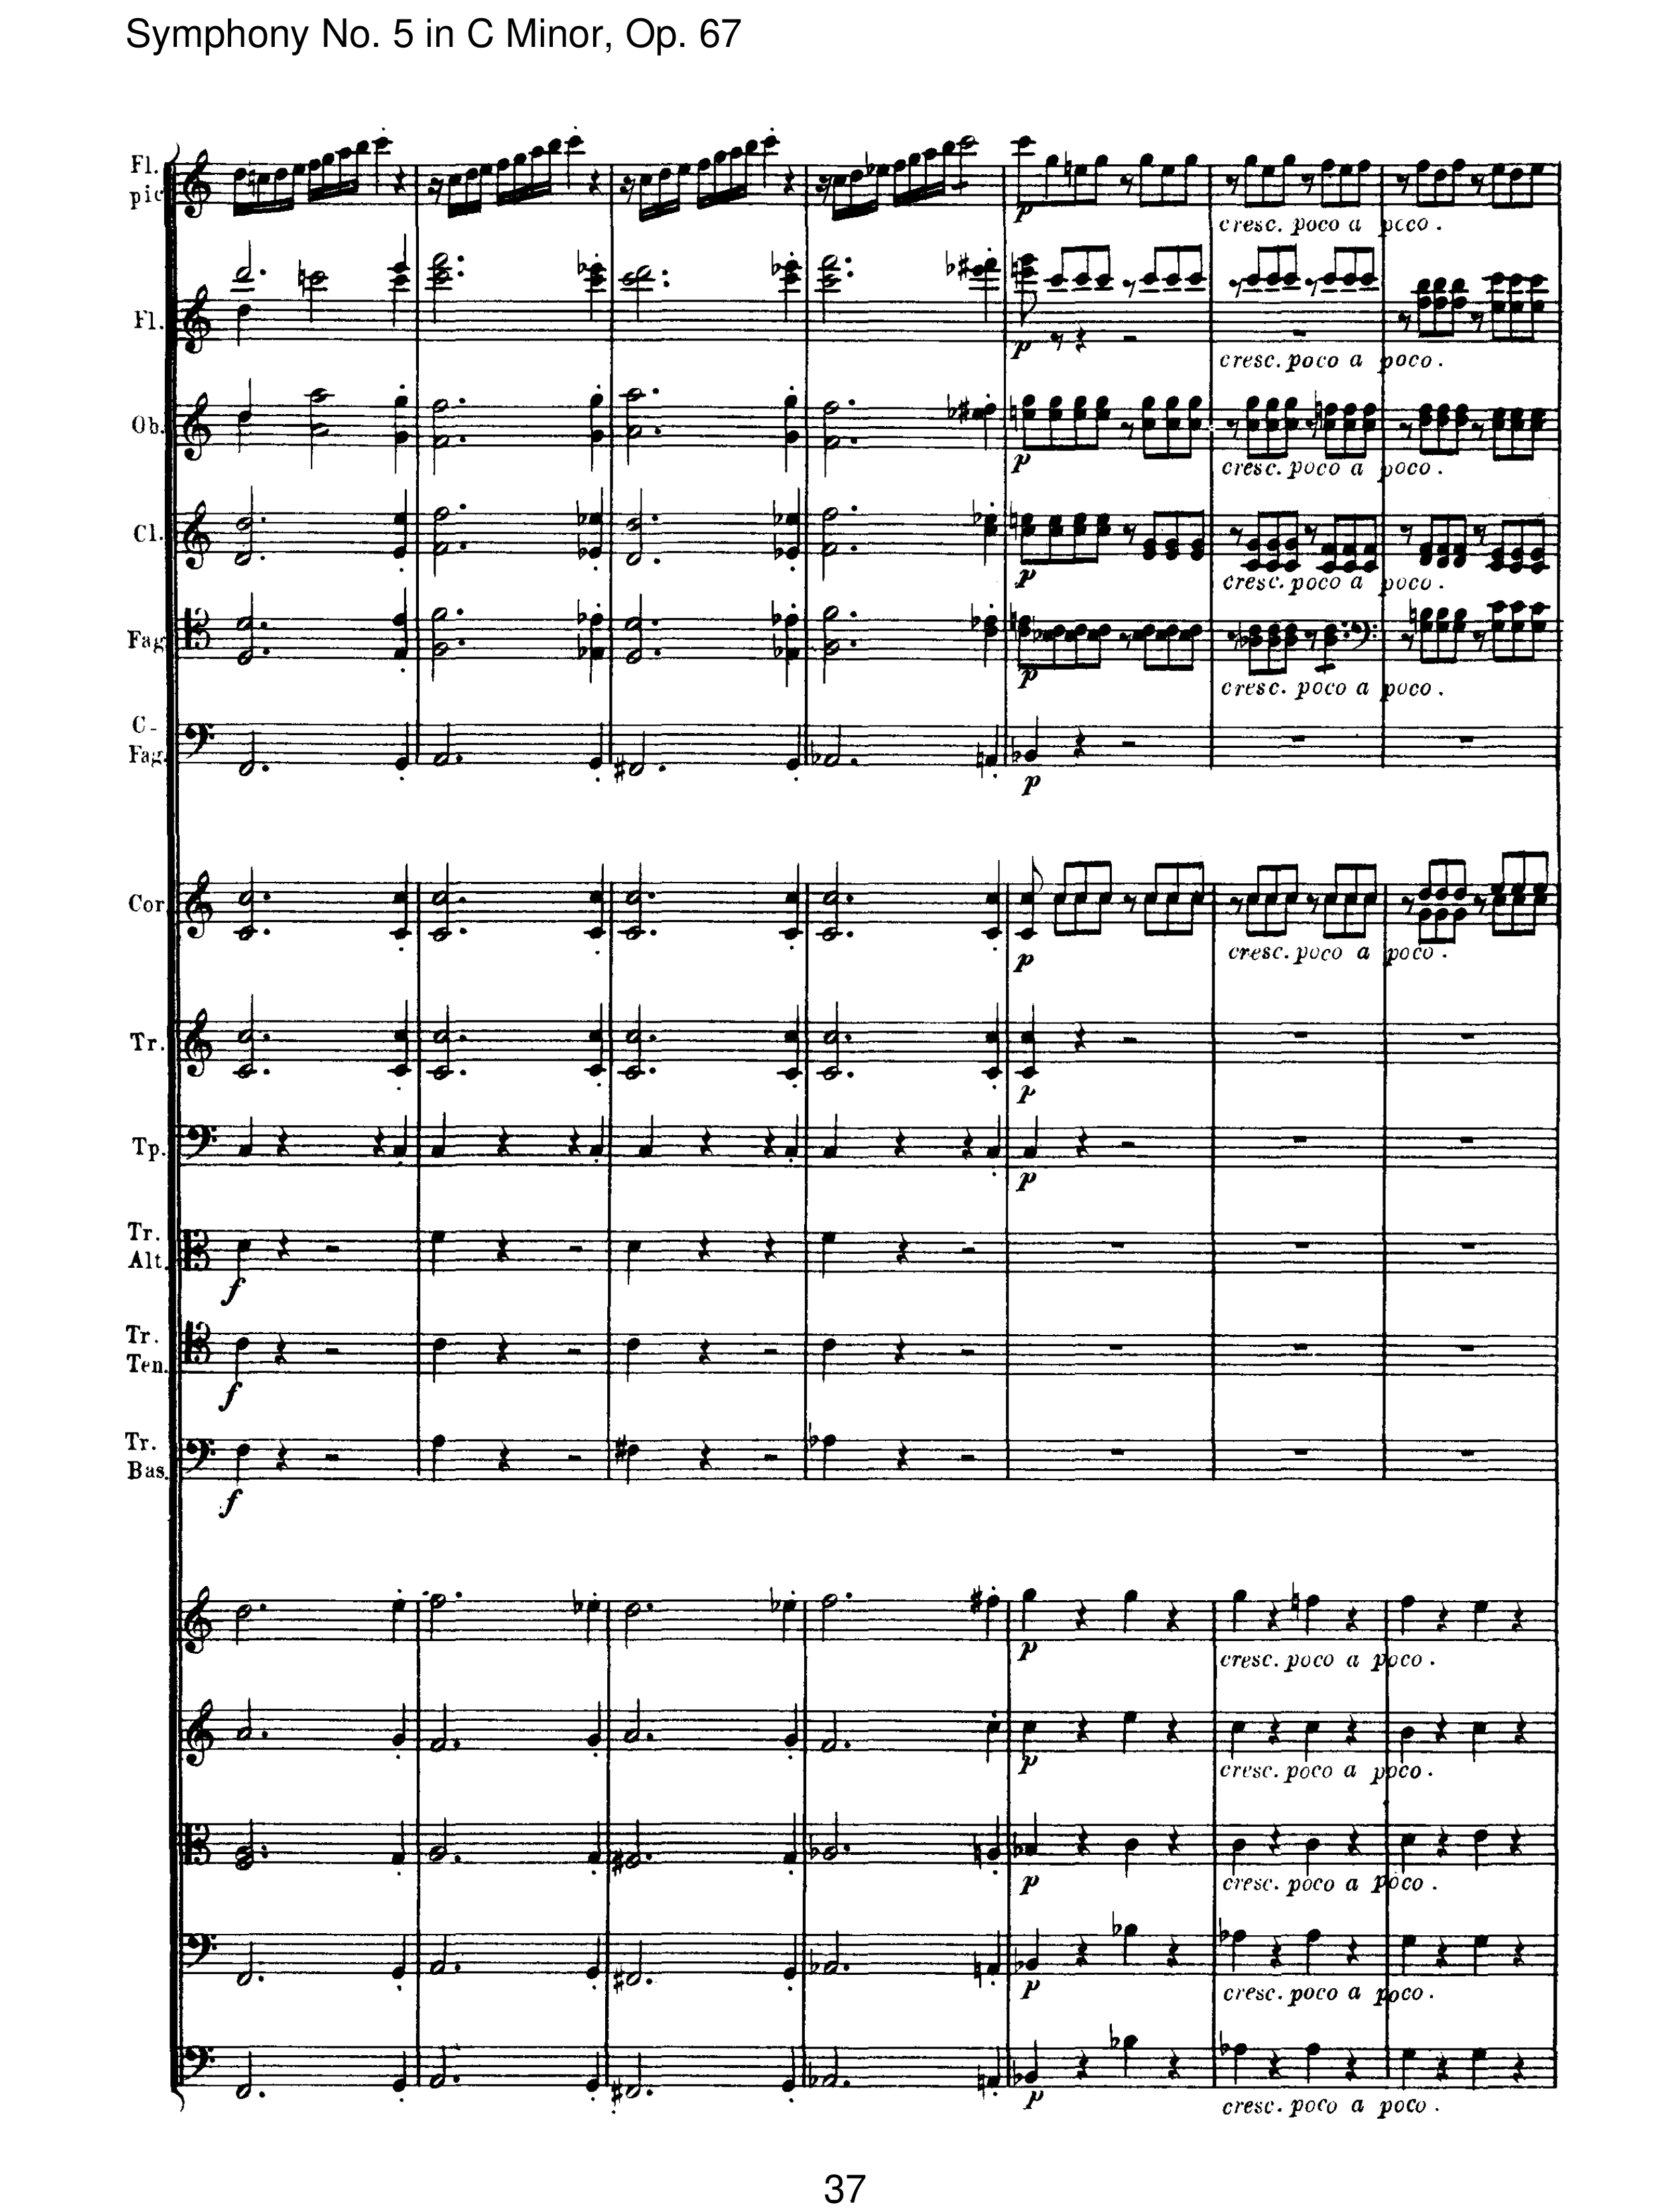 Symphony No. 5 in C Minor, Op. 67
Fl.
pic
p
cresc. poco a poco.
Fl.
p
cresc. poco a poco.
Ob.
p
cresc. poco a poco.
Cl.
p
cresc. poco a poco.
Fag
p
cresc. poco a poco.
C-
Fag.
p
Cor.
p
cresc. poco a poco.
Tr.
p
Tp.
p
Tr.
Alt.
f
Tr.
Ten.
f
Tr.
Bas.
f
p
cresc. poco a poco.
p
cresc. poco a poco.
p
cresc. poco a poco.
p
cresc. poco a poco.
p
cresc. poco a poco.
37